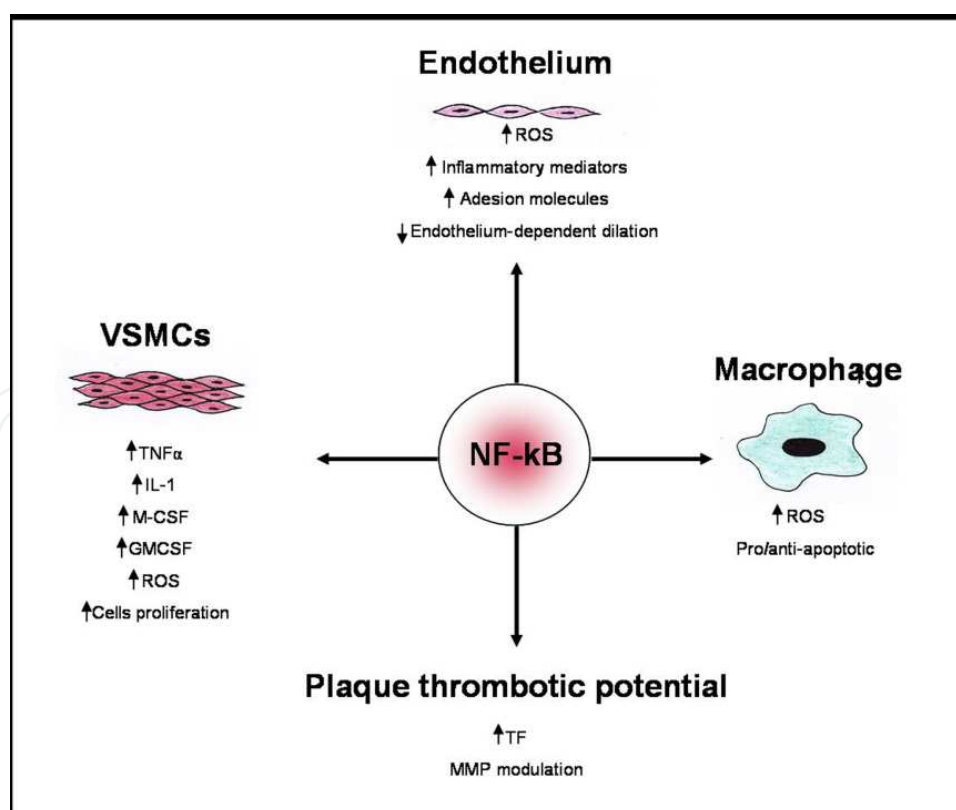 Endothelium
↑ROS
↑ Inflammatory mediators
↑ Adesion molecules
↓Endothelium-dependent dilation
VSMCs
↑TNFα
↑IL-1
↑M-CSF
↑GMCSF
↑ROS
↑Cells proliferation
NF-kB
Macrophage
↑ROS
Pro/anti-apoptotic
Plaque thrombotic potential
↑TF
MMP modulation